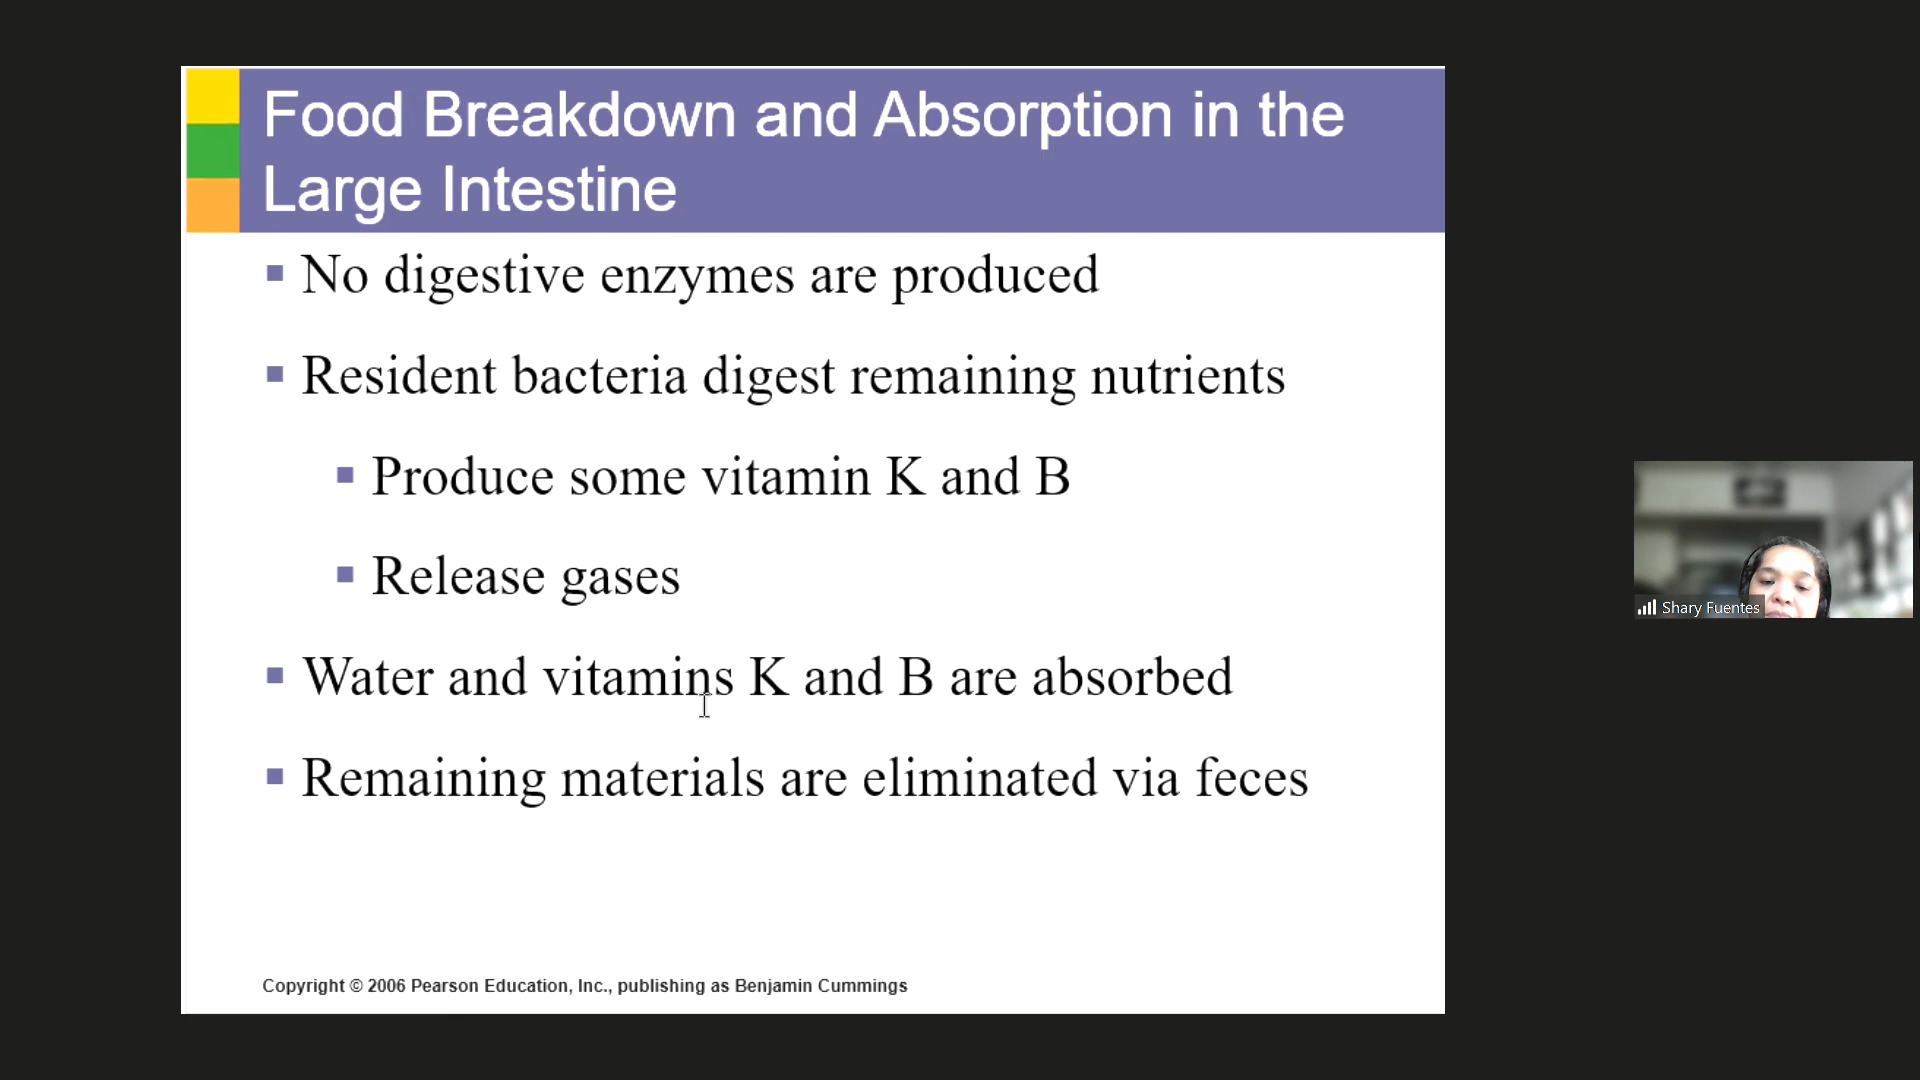 Food Breakdown and Absorption in the
Large Intestine
No digestive enzymes are produced
Resident bacteria digest remaining nutrients
Produce some vitamin K and B
Release gases
Water and vitamins K and B are absorbed
Remaining materials are eliminated via feces
Copyright © 2006 Pearson Education, Inc., publishing as Benjamin Cummings
Shary Fuentes